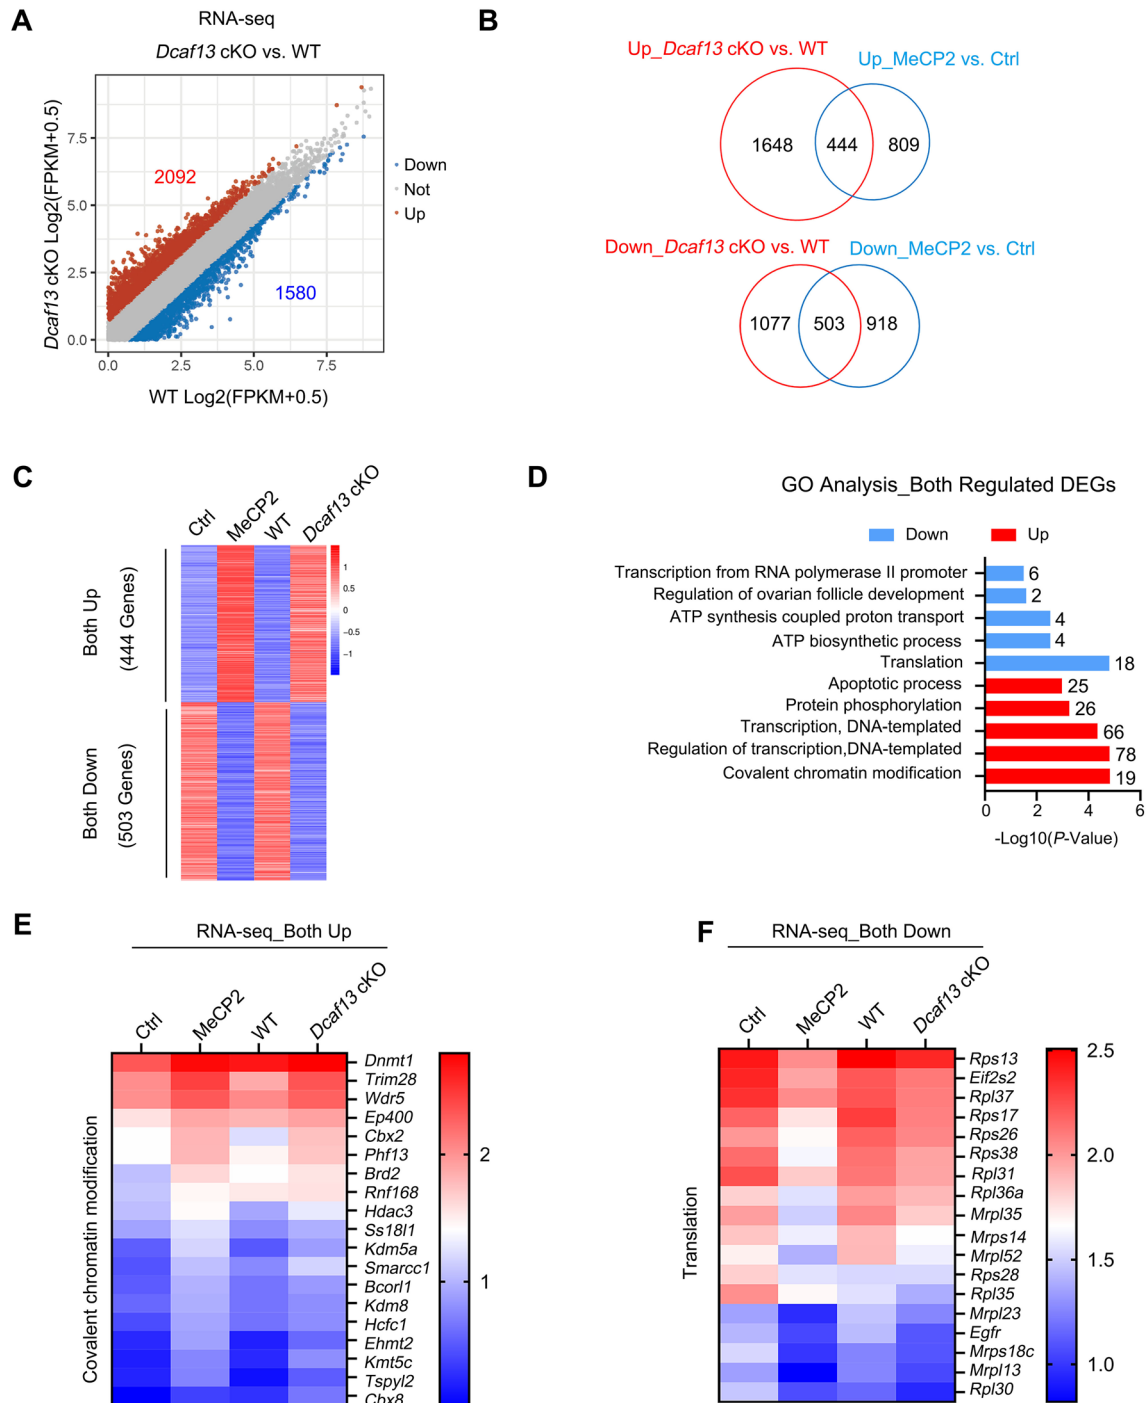 A
RNA-seq
Dcaf13 cKO vs. WT
Dcaf13 cKO Log2(FPKM+0.5)
7.5
5.0
2.5
0.0
2092
1580
Down
Not
Up
0.0 2.5 5.0 7.5
WT Log2(FPKM+0.5)
B
Up_Dcaf13 cKO vs. WT
Up_MeCP2 vs. Ctrl
1648 444 809
Down_Dcaf13 cKO vs. WT
Down_MeCP2 vs. Ctrl
1077 503 918
C
Ctrl MeCP2 WT Dcaf13 cKO
Both Up
(444 Genes)
Both Down
(503 Genes)
1
0.5
0
−0.5
−1
D
GO Analysis_Both Regulated DEGs
Down Up
Transcription from RNA polymerase II promoter 6
Regulation of ovarian follicle development 2
ATP synthesis coupled proton transport 4
ATP biosynthetic process 4
Translation 18
Apoptotic process 25
Protein phosphorylation 26
Transcription, DNA-templated 66
Regulation of transcription,DNA-templated 78
Covalent chromatin modification 19
0 2 4 6
-Log10(P-Value)
E
RNA-seq_Both Up
Ctrl MeCP2 WT Dcaf13 cKO
Covalent chromatin modification
Dnmt1
Trim28
Wdr5
Ep400
Cbx2
Phf13
Brd2
Rnf168
Hdac3
Ss18l1
Kdm5a
Smarcc1
Bcorl1
Kdm8
Hcfc1
Ehmt2
Kmt5c
Tspyl2
Cbx8
2
1
F
RNA-seq_Both Down
Ctrl MeCP2 WT Dcaf13 cKO
Translation
Rps13
Eif2s2
Rpl37
Rps17
Rps26
Rps38
Rpl31
Rpl36a
Mrpl35
Mrps14
Mrpl52
Rps28
Rpl35
Mrpl23
Egfr
Mrps18c
Mrpl13
Rpl30
2.5
2.0
1.5
1.0